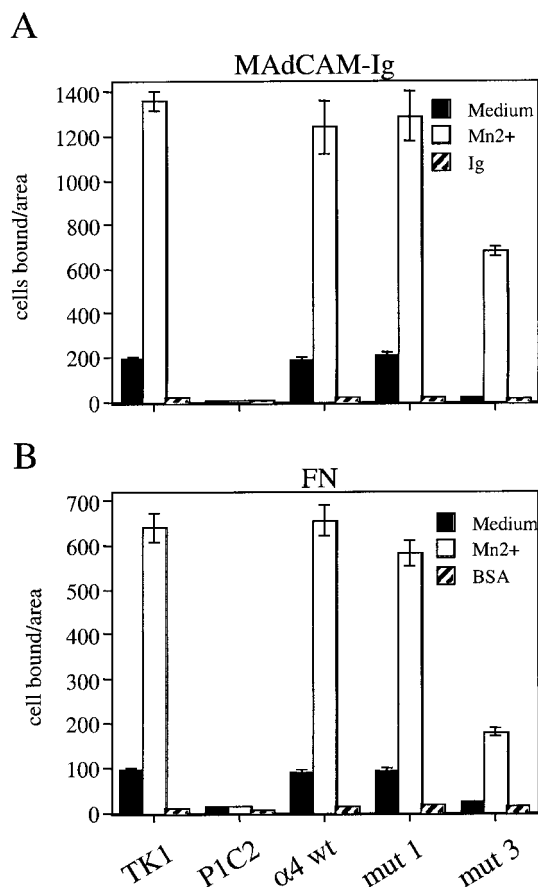 A
MAdCAM-Ig
1400
1200
1000
800
600
400
200
0
cells bound/area
Medium
Mn2+
Ig
B
FN
700
600
500
400
300
200
100
0
cell bound/area
Medium
Mn2+
BSA
TK1
P1C2
α4 wt
mut 1
mut 3